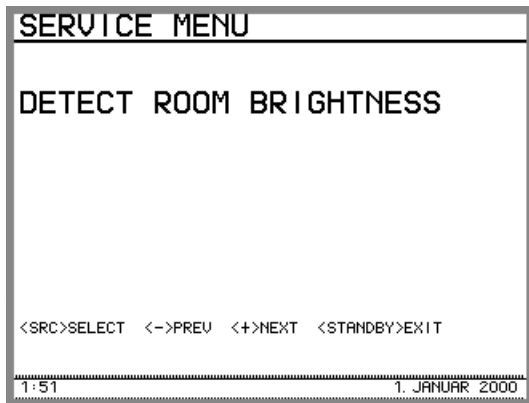 SERVICE MENU
DETECT ROOM BRIGHTNESS
<SRC>SELECT <->PREV <+>NEXT <STANDBY>EXIT
1:51 1. JANUAR 2000